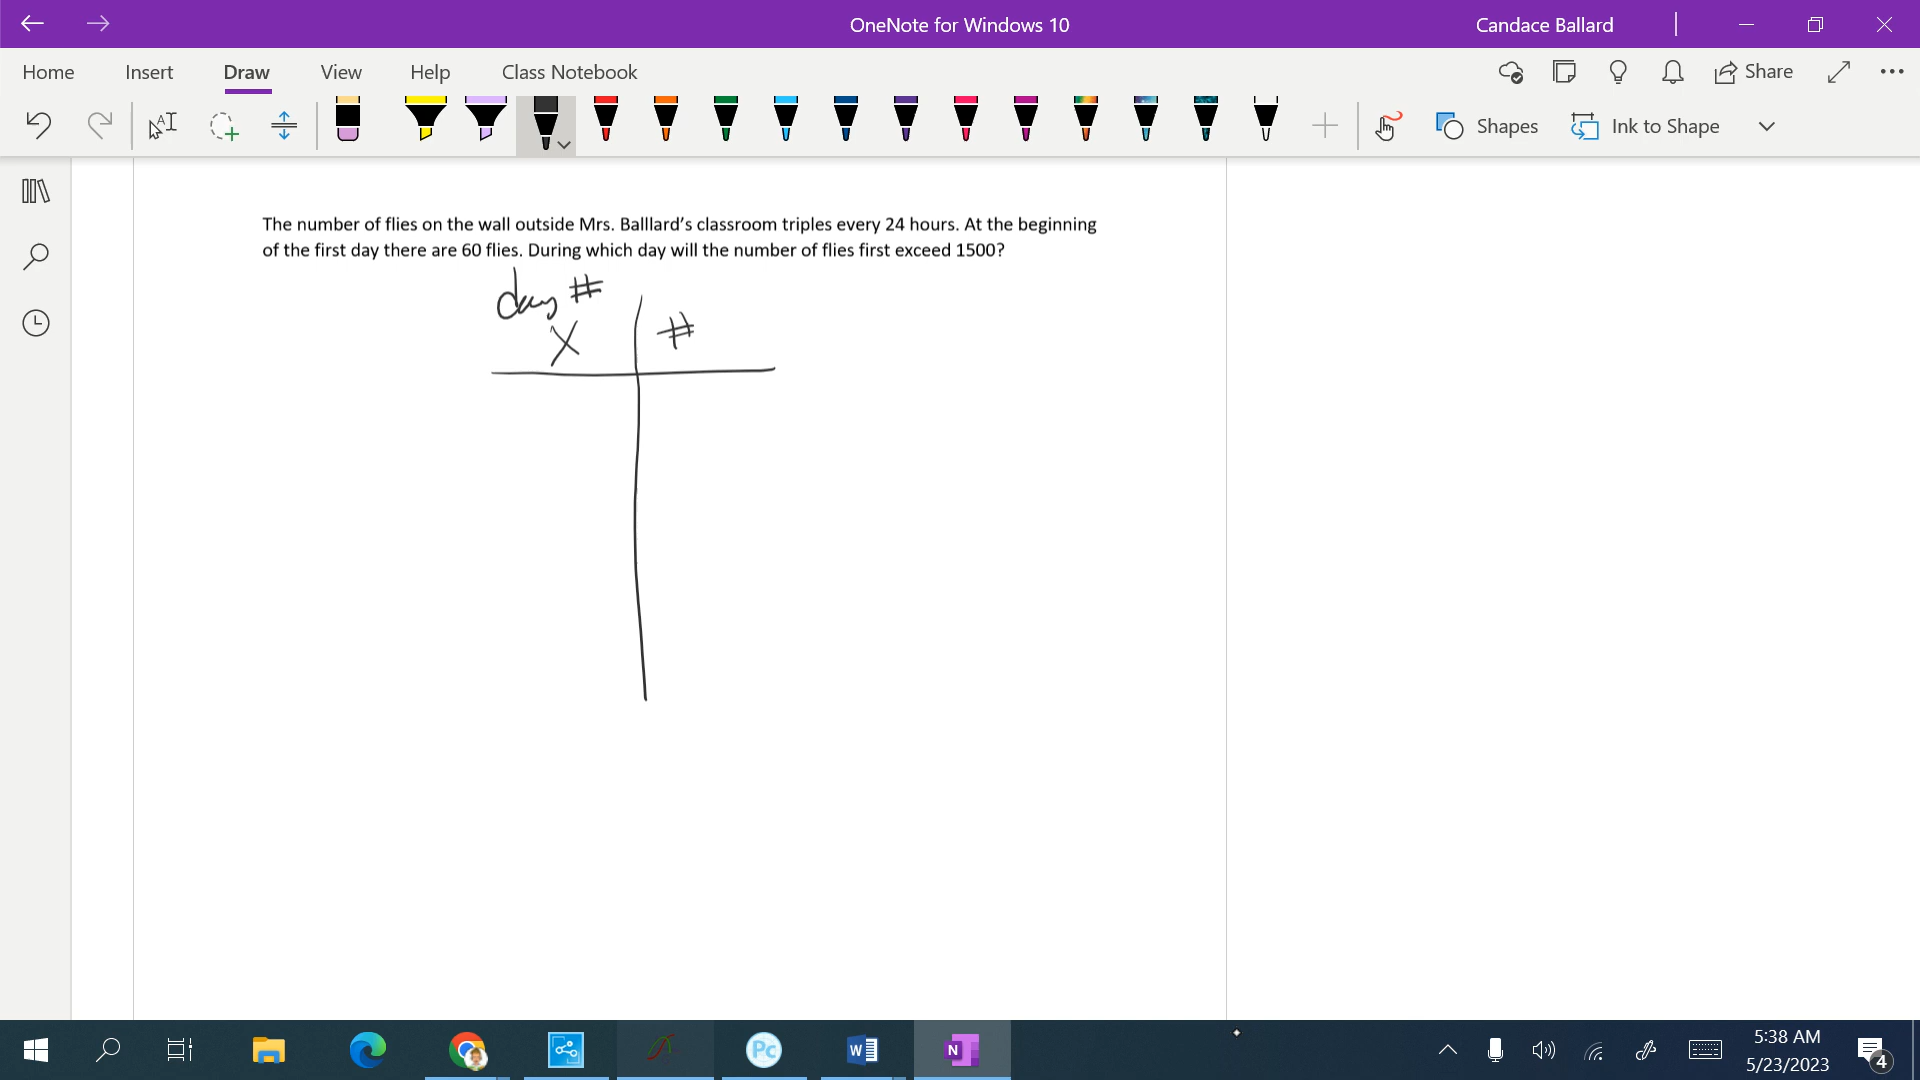 OneNote for Windows 10
Candace Ballard
Home Insert Draw View Help Class Notebook Share
Shapes Ink to Shape
The number of flies on the wall outside Mrs. Balllard’s classroom triples every 24 hours. At the beginning
of the first day there are 60 flies. During which day will the number of flies first exceed 1500?
day #
X #
5:38 AM
5/23/2023
4